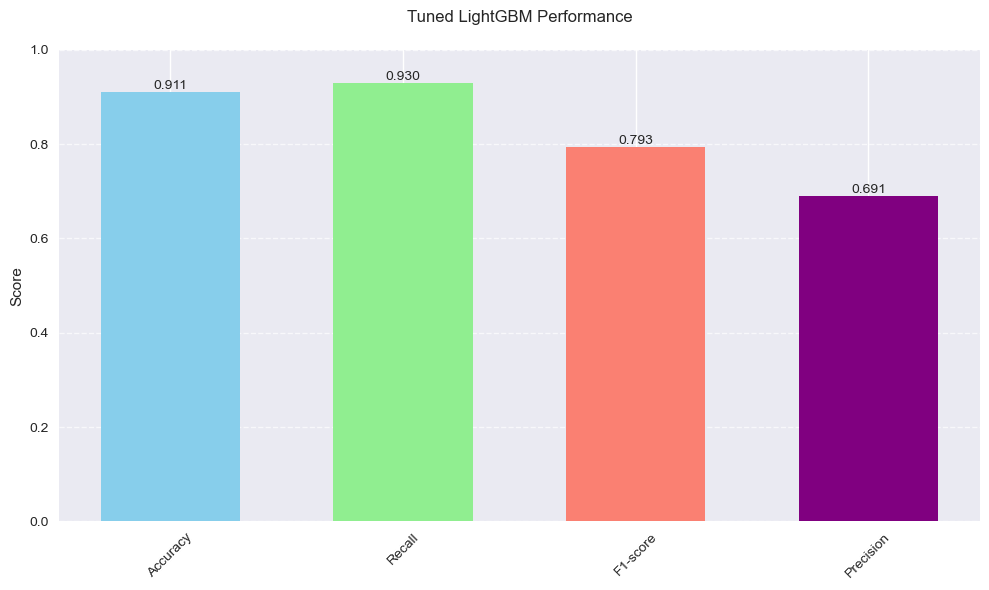 Tuned LightGBM Performance
1.0
0.8
0.6
0.4
0.2
0.0
Score
0.911
0.930
0.793
0.691
Accuracy
Recall
F1-score
Precision